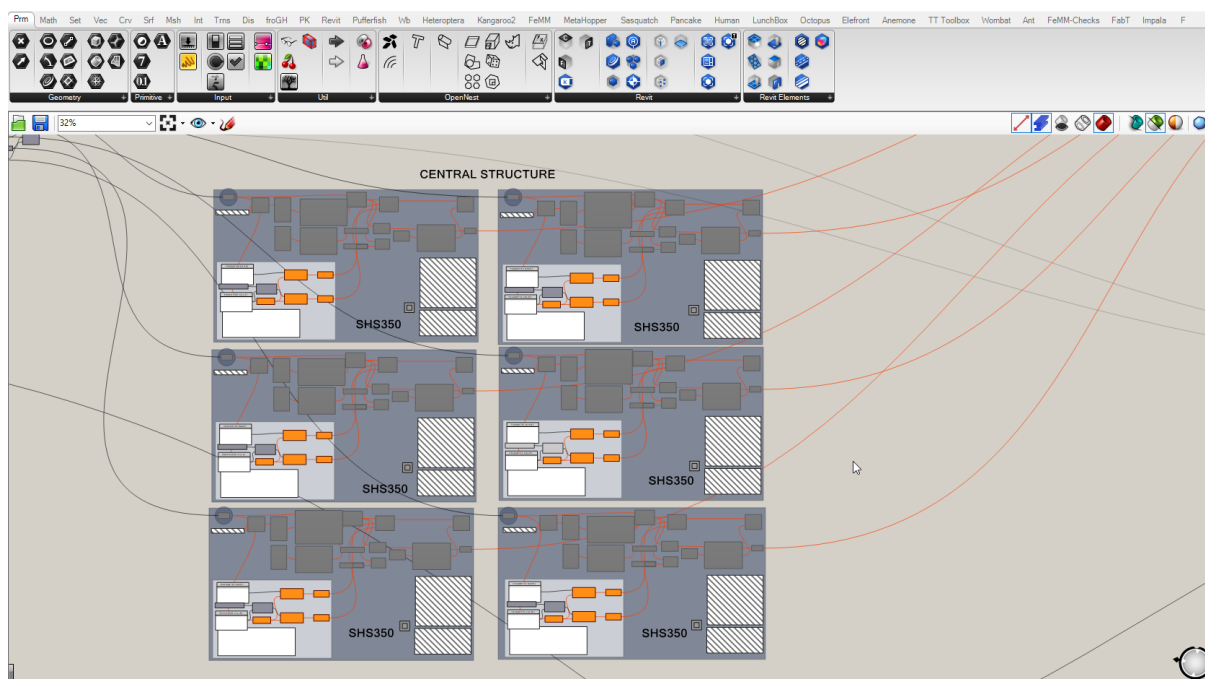 Prm Math Set Vec Crv Srf Msh Int Trns Dis froGH PK Revit Pufferfish Wb Heteroptera Kangaroo2 FeMM MetaHopper Sasquatch Pancake Human LunchBox Octopus Elefront Anemone TT Toolbox Wombat Ant FeMM-Checks FabT Impala F
Geometry + Primitive + Input + Util + OpenNest + Revit + Revit Elements +
32%
CENTRAL STRUCTURE
SHS350 SHS350
SHS350 SHS350
SHS350 SHS350